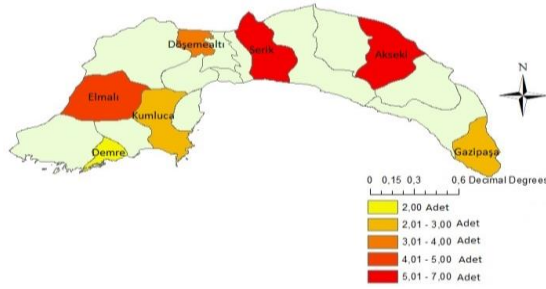 Döşemealtı
Serik
Akseki
Elmalı
Kumluca
Demre
Gazipaşa
N
0 0,15 0,3 0,6 Decimal Degrees
2,00 Adet
2,01 - 3,00 Adet
3,01 - 4,00 Adet
4,01 - 5,00 Adet
5,01 - 7,00 Adet